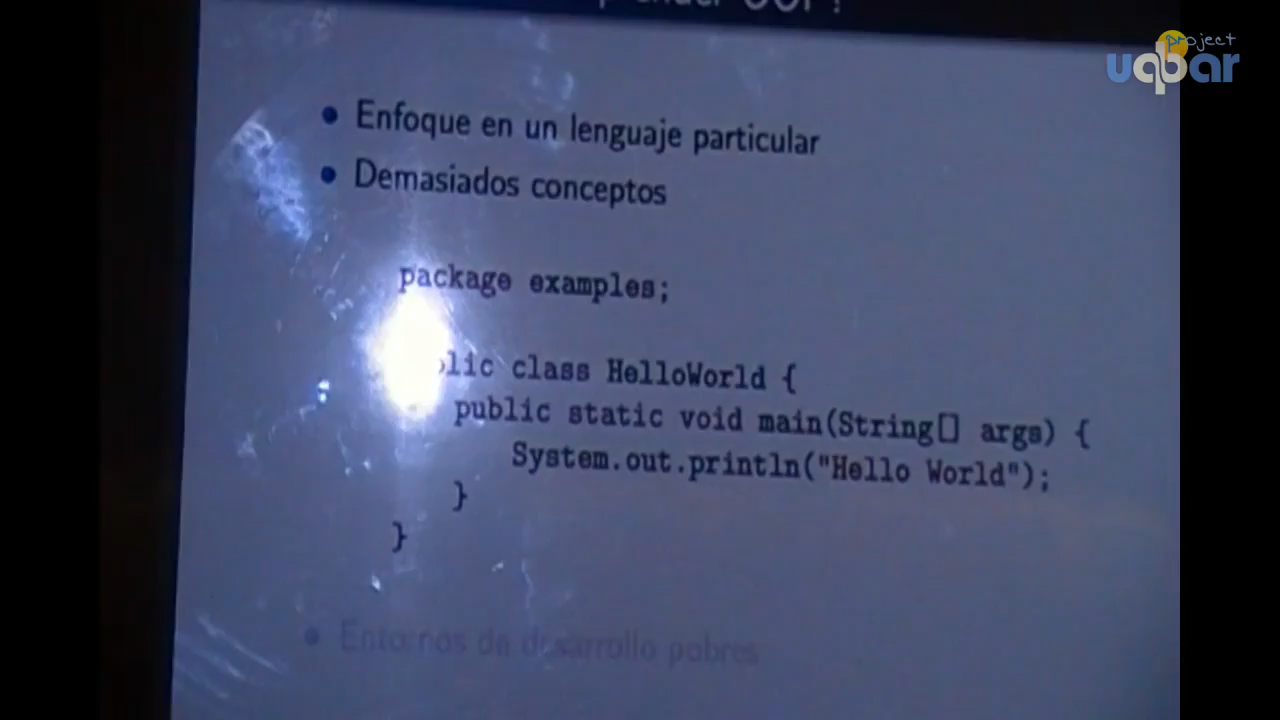 project
uqbar
• Enfoque en un lenguaje particular
• Demasiados conceptos
package examples;
lic class HelloWorld {
public static void main(String[] args) {
System.out.println("Hello World");
}
}
• Entornos de desarrollo pobres